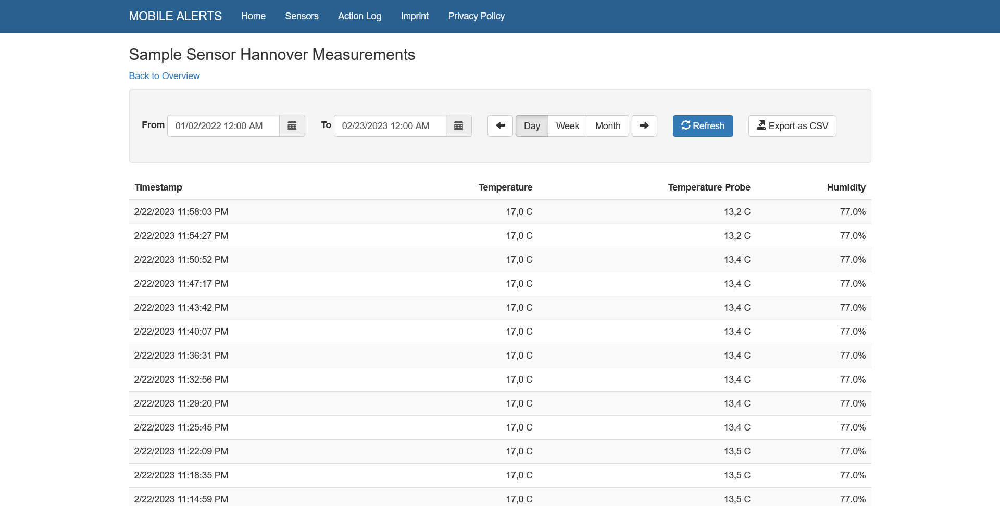 MOBILE ALERTS Home Sensors Action Log Imprint Privacy Policy
Sample Sensor Hannover Measurements
Back to Overview
From 01/02/2022 12:00 AM To 02/23/2023 12:00 AM Day Week Month Refresh Export as CSV
Timestamp Temperature Temperature Probe Humidity
2/22/2023 11:58:03 PM 17,0 C 13,2 C 77.0%
2/22/2023 11:54:27 PM 17,0 C 13,2 C 77.0%
2/22/2023 11:50:52 PM 17,0 C 13,4 C 77.0%
2/22/2023 11:47:17 PM 17,0 C 13,4 C 77.0%
2/22/2023 11:43:42 PM 17,0 C 13,4 C 77.0%
2/22/2023 11:40:07 PM 17,0 C 13,4 C 77.0%
2/22/2023 11:36:31 PM 17,0 C 13,4 C 77.0%
2/22/2023 11:32:56 PM 17,0 C 13,4 C 77.0%
2/22/2023 11:29:20 PM 17,0 C 13,4 C 77.0%
2/22/2023 11:25:45 PM 17,0 C 13,4 C 77.0%
2/22/2023 11:22:09 PM 17,0 C 13,5 C 77.0%
2/22/2023 11:18:35 PM 17,0 C 13,5 C 77.0%
2/22/2023 11:14:59 PM 17,0 C 13,5 C 77.0%